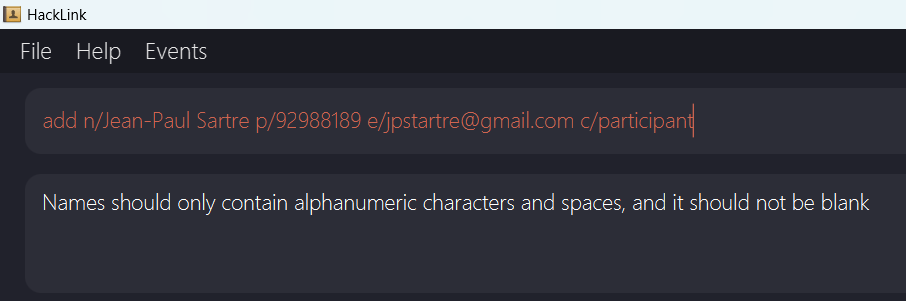 HackLink
File Help Events
add n/Jean-Paul Sartre p/92988189 e/jpstartre@gmail.com c/participant
Names should only contain alphanumeric characters and spaces, and it should not be blank